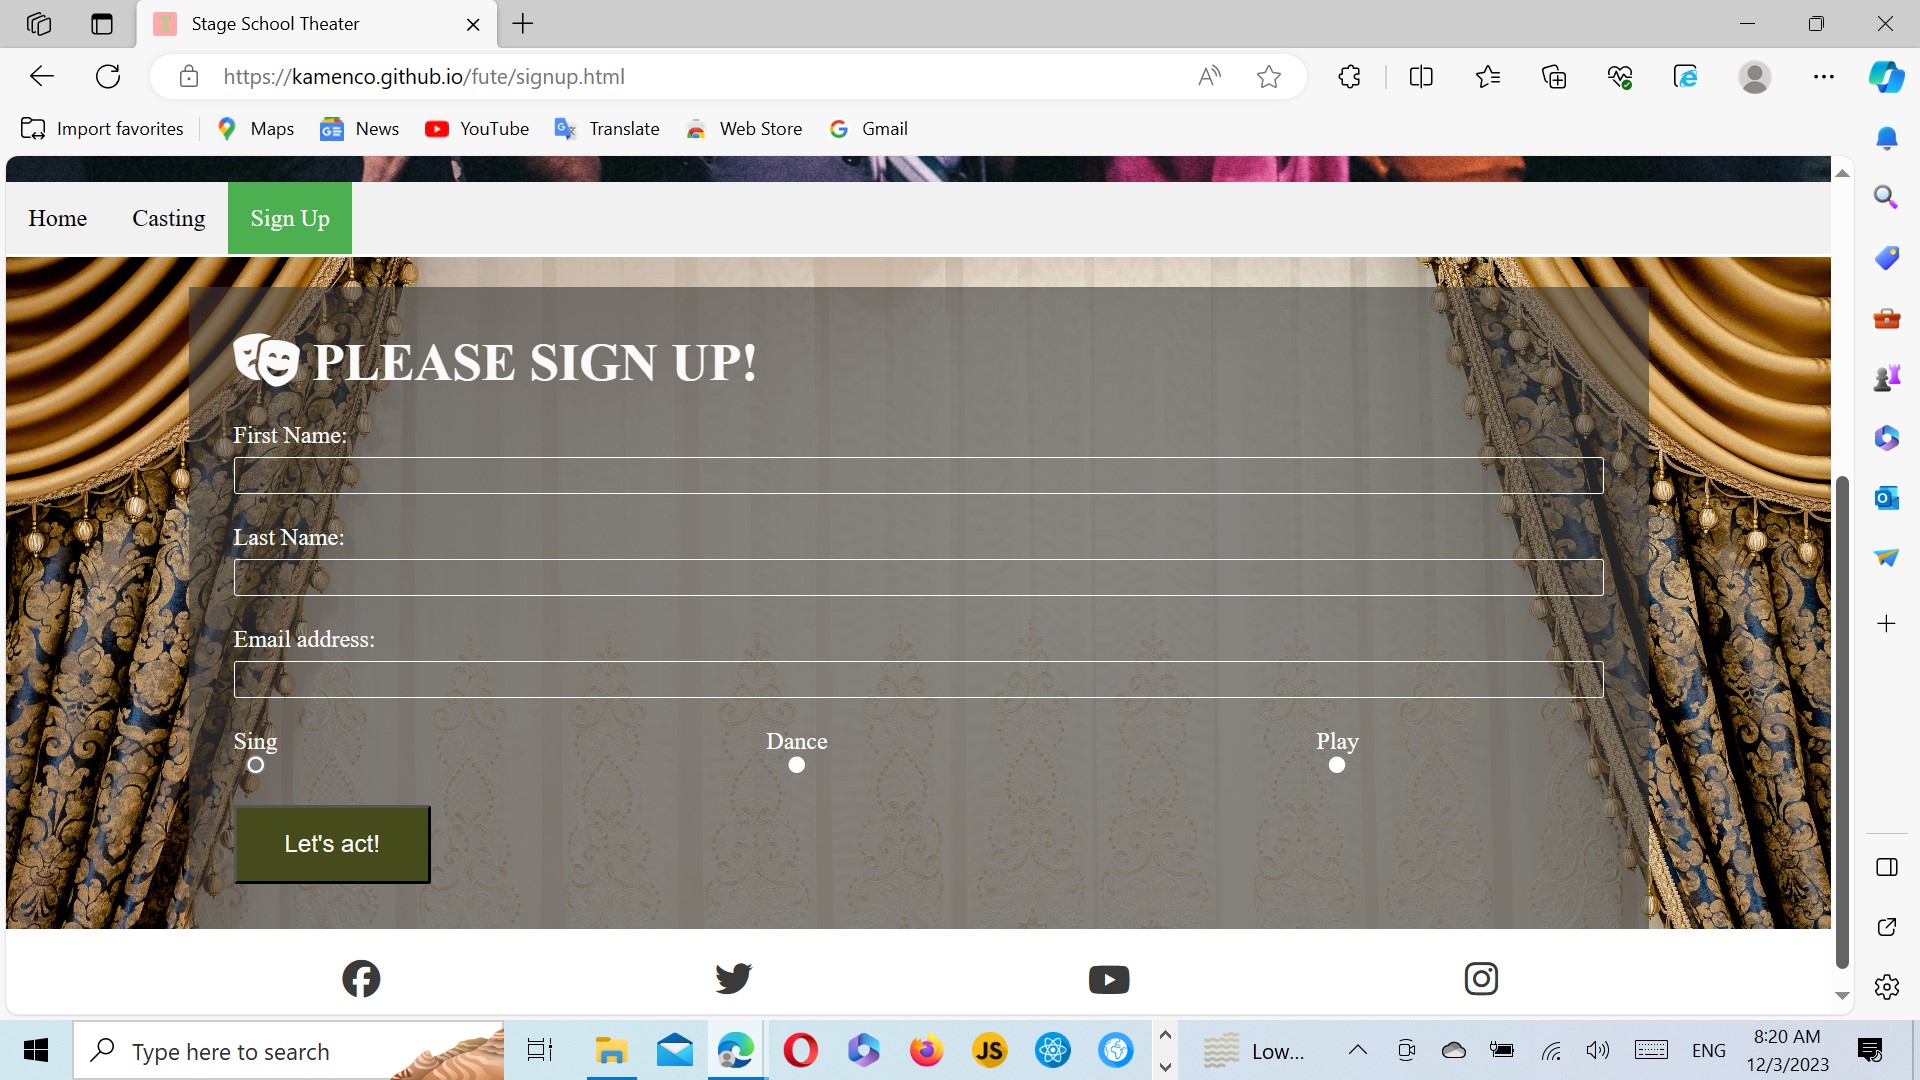 Stage School Theater
https://kamenco.github.io/fute/signup.html
Import favorites Maps News YouTube Translate Web Store Gmail
Home Casting Sign Up
PLEASE SIGN UP!
First Name:
Last Name:
Email address:
Sing Dance Play
Let's act!
Type here to search
JS
Low...
ENG
8:20 AM
12/3/2023